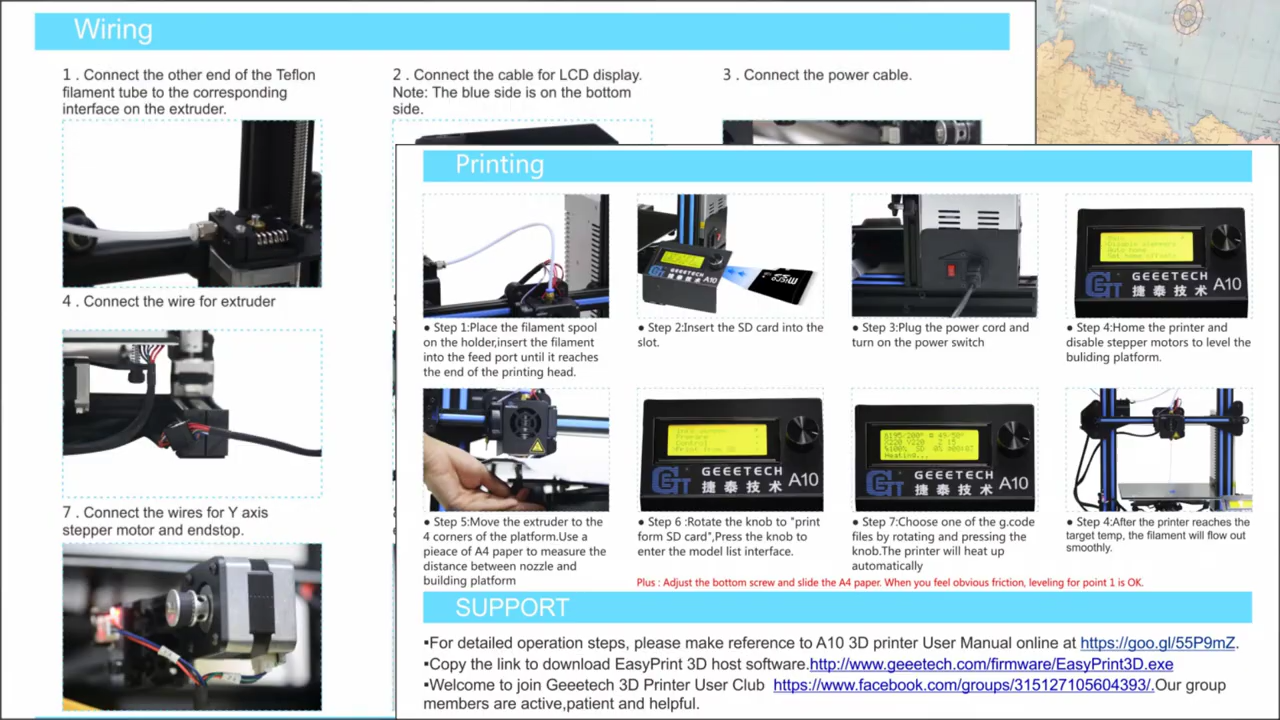 Wiring
1 . Connect the other end of the Teflon
filament tube to the corresponding
interface on the extruder.
2 . Connect the cable for LCD display.
Note: The blue side is on the bottom
side.
3 . Connect the power cable.
4 . Connect the wire for extruder
7 . Connect the wires for Y axis
stepper motor and endstop.
Printing
GEEETECH
捷泰技术 A10
● Step 1:Place the filament spool
on the holder,insert the filament
into the feed port until it reaches
the end of the printing head.
● Step 2:Insert the SD card into the
slot.
● Step 3:Plug the power cord and
turn on the power switch
● Step 4:Home the printer and
disable stepper motors to level the
buliding platform.
GEEETECH
捷泰技术 A10
GEEETECH
捷泰技术 A10
● Step 5:Move the extruder to the
4 corners of the platform.Use a
pieace of A4 paper to measure the
distance between nozzle and
building platform
● Step 6 :Rotate the knob to "print
form SD card",Press the knob to
enter the model list interface.
● Step 7:Choose one of the g.code
files by rotating and pressing the
knob.The printer will heat up
automatically
● Step 4:After the printer reaches the
target temp, the filament will flow out
smoothly.
Plus : Adjust the bottom screw and slide the A4 paper. When you feel obvious friction, leveling for point 1 is OK.
SUPPORT
▪For detailed operation steps, please make reference to A10 3D printer User Manual online at https://goo.gl/55P9mZ.
▪Copy the link to download EasyPrint 3D host software.http://www.geeetech.com/firmware/EasyPrint3D.exe
▪Welcome to join Geeetech 3D Printer User Club https://www.facebook.com/groups/315127105604393/.Our group
members are active,patient and helpful.